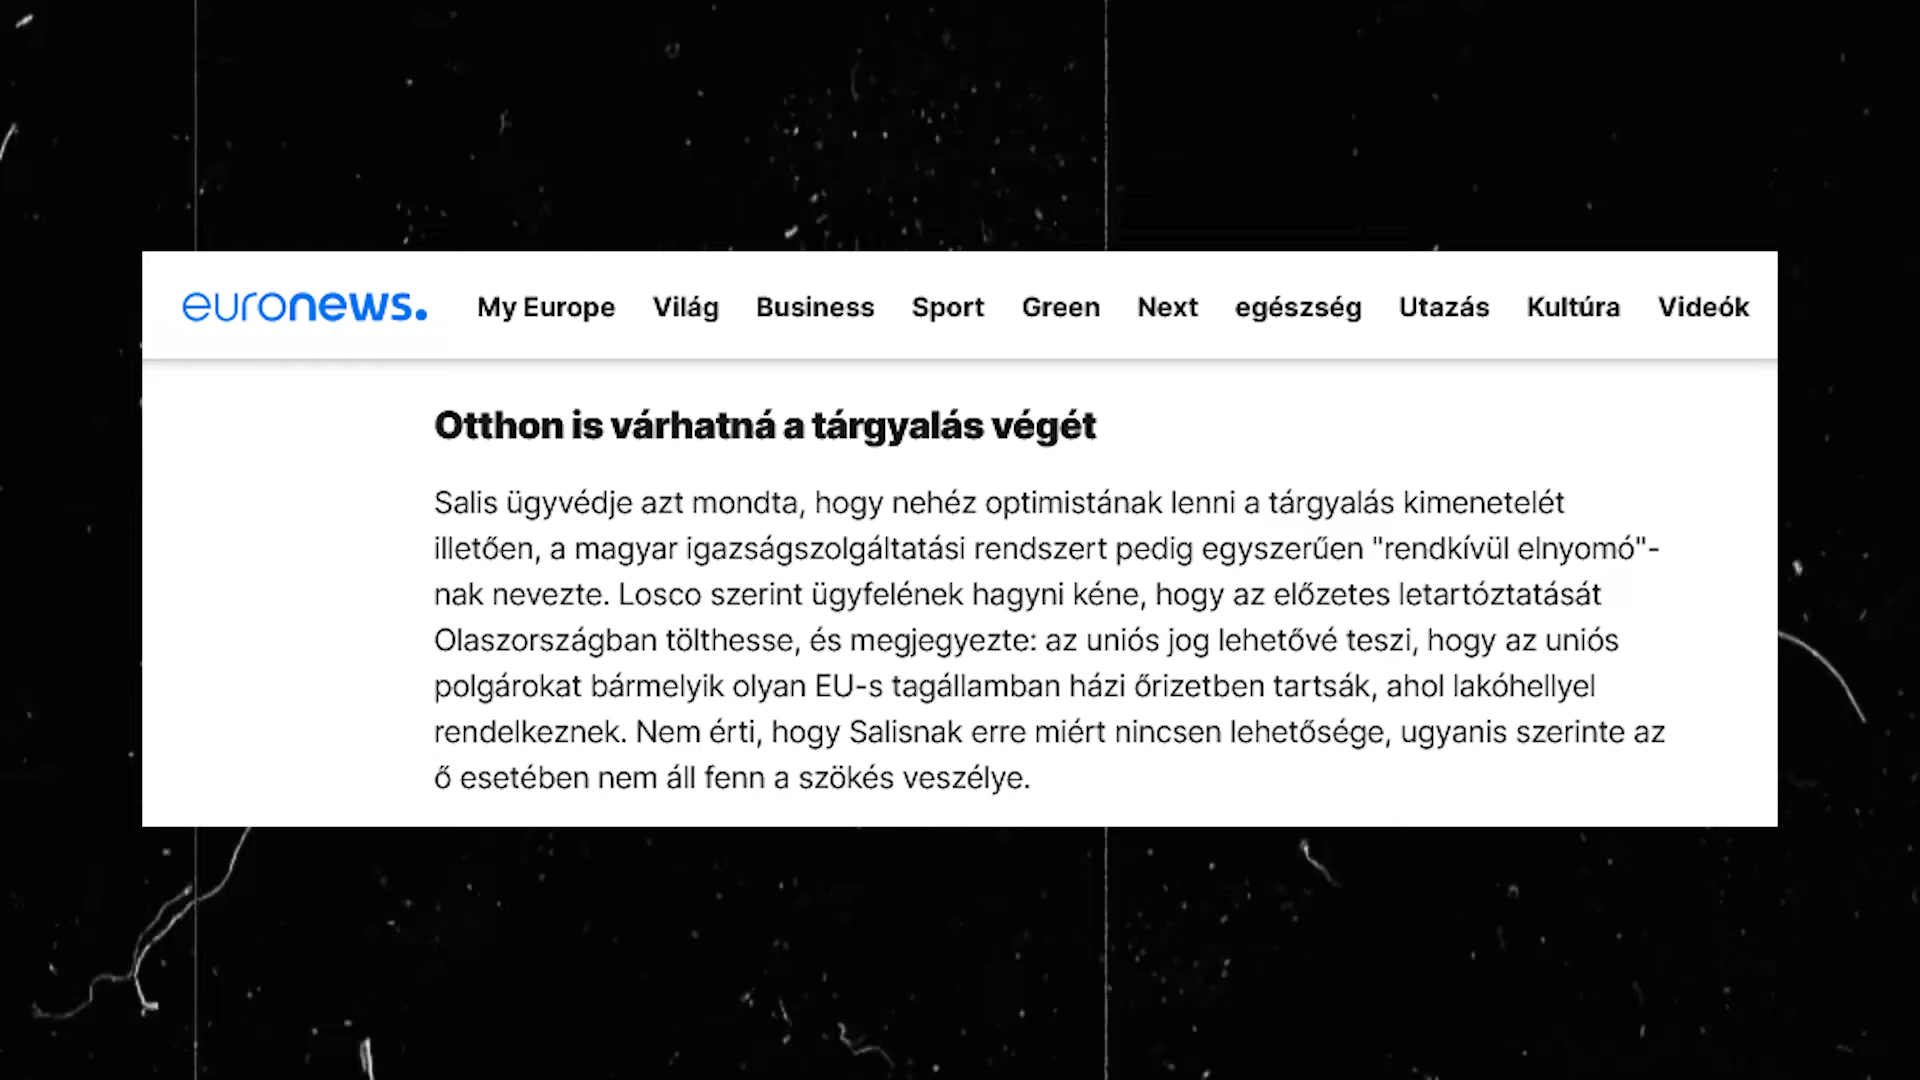 euronews. My Europe Világ Business Sport Green Next egészség Utazás Kultúra Videók
Otthon is várhatná a tárgyalás végét
Salis ügyvédje azt mondta, hogy nehéz optimistának lenni a tárgyalás kimenetelét
illetően, a magyar igazságszolgáltatási rendszert pedig egyszerűen "rendkívül elnyomó"-
nak nevezte. Losco szerint ügyfelének hagyni kéne, hogy az előzetes letartóztatását
Olaszországban tölthesse, és megjegyezte: az uniós jog lehetővé teszi, hogy az uniós
polgárokat bármelyik olyan EU-s tagállamban házi őrizetben tartsák, ahol lakóhellyel
rendelkeznek. Nem érti, hogy Salisnak erre miért nincsen lehetősége, ugyanis szerinte az
ő esetében nem áll fenn a szökés veszélye.